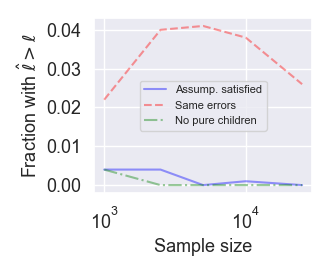 Fraction with ℓ̂ > ℓ
0.04
0.03
0.02
0.01
0.00
Assump. satisfied
Same errors
No pure children
10³
10⁴
Sample size